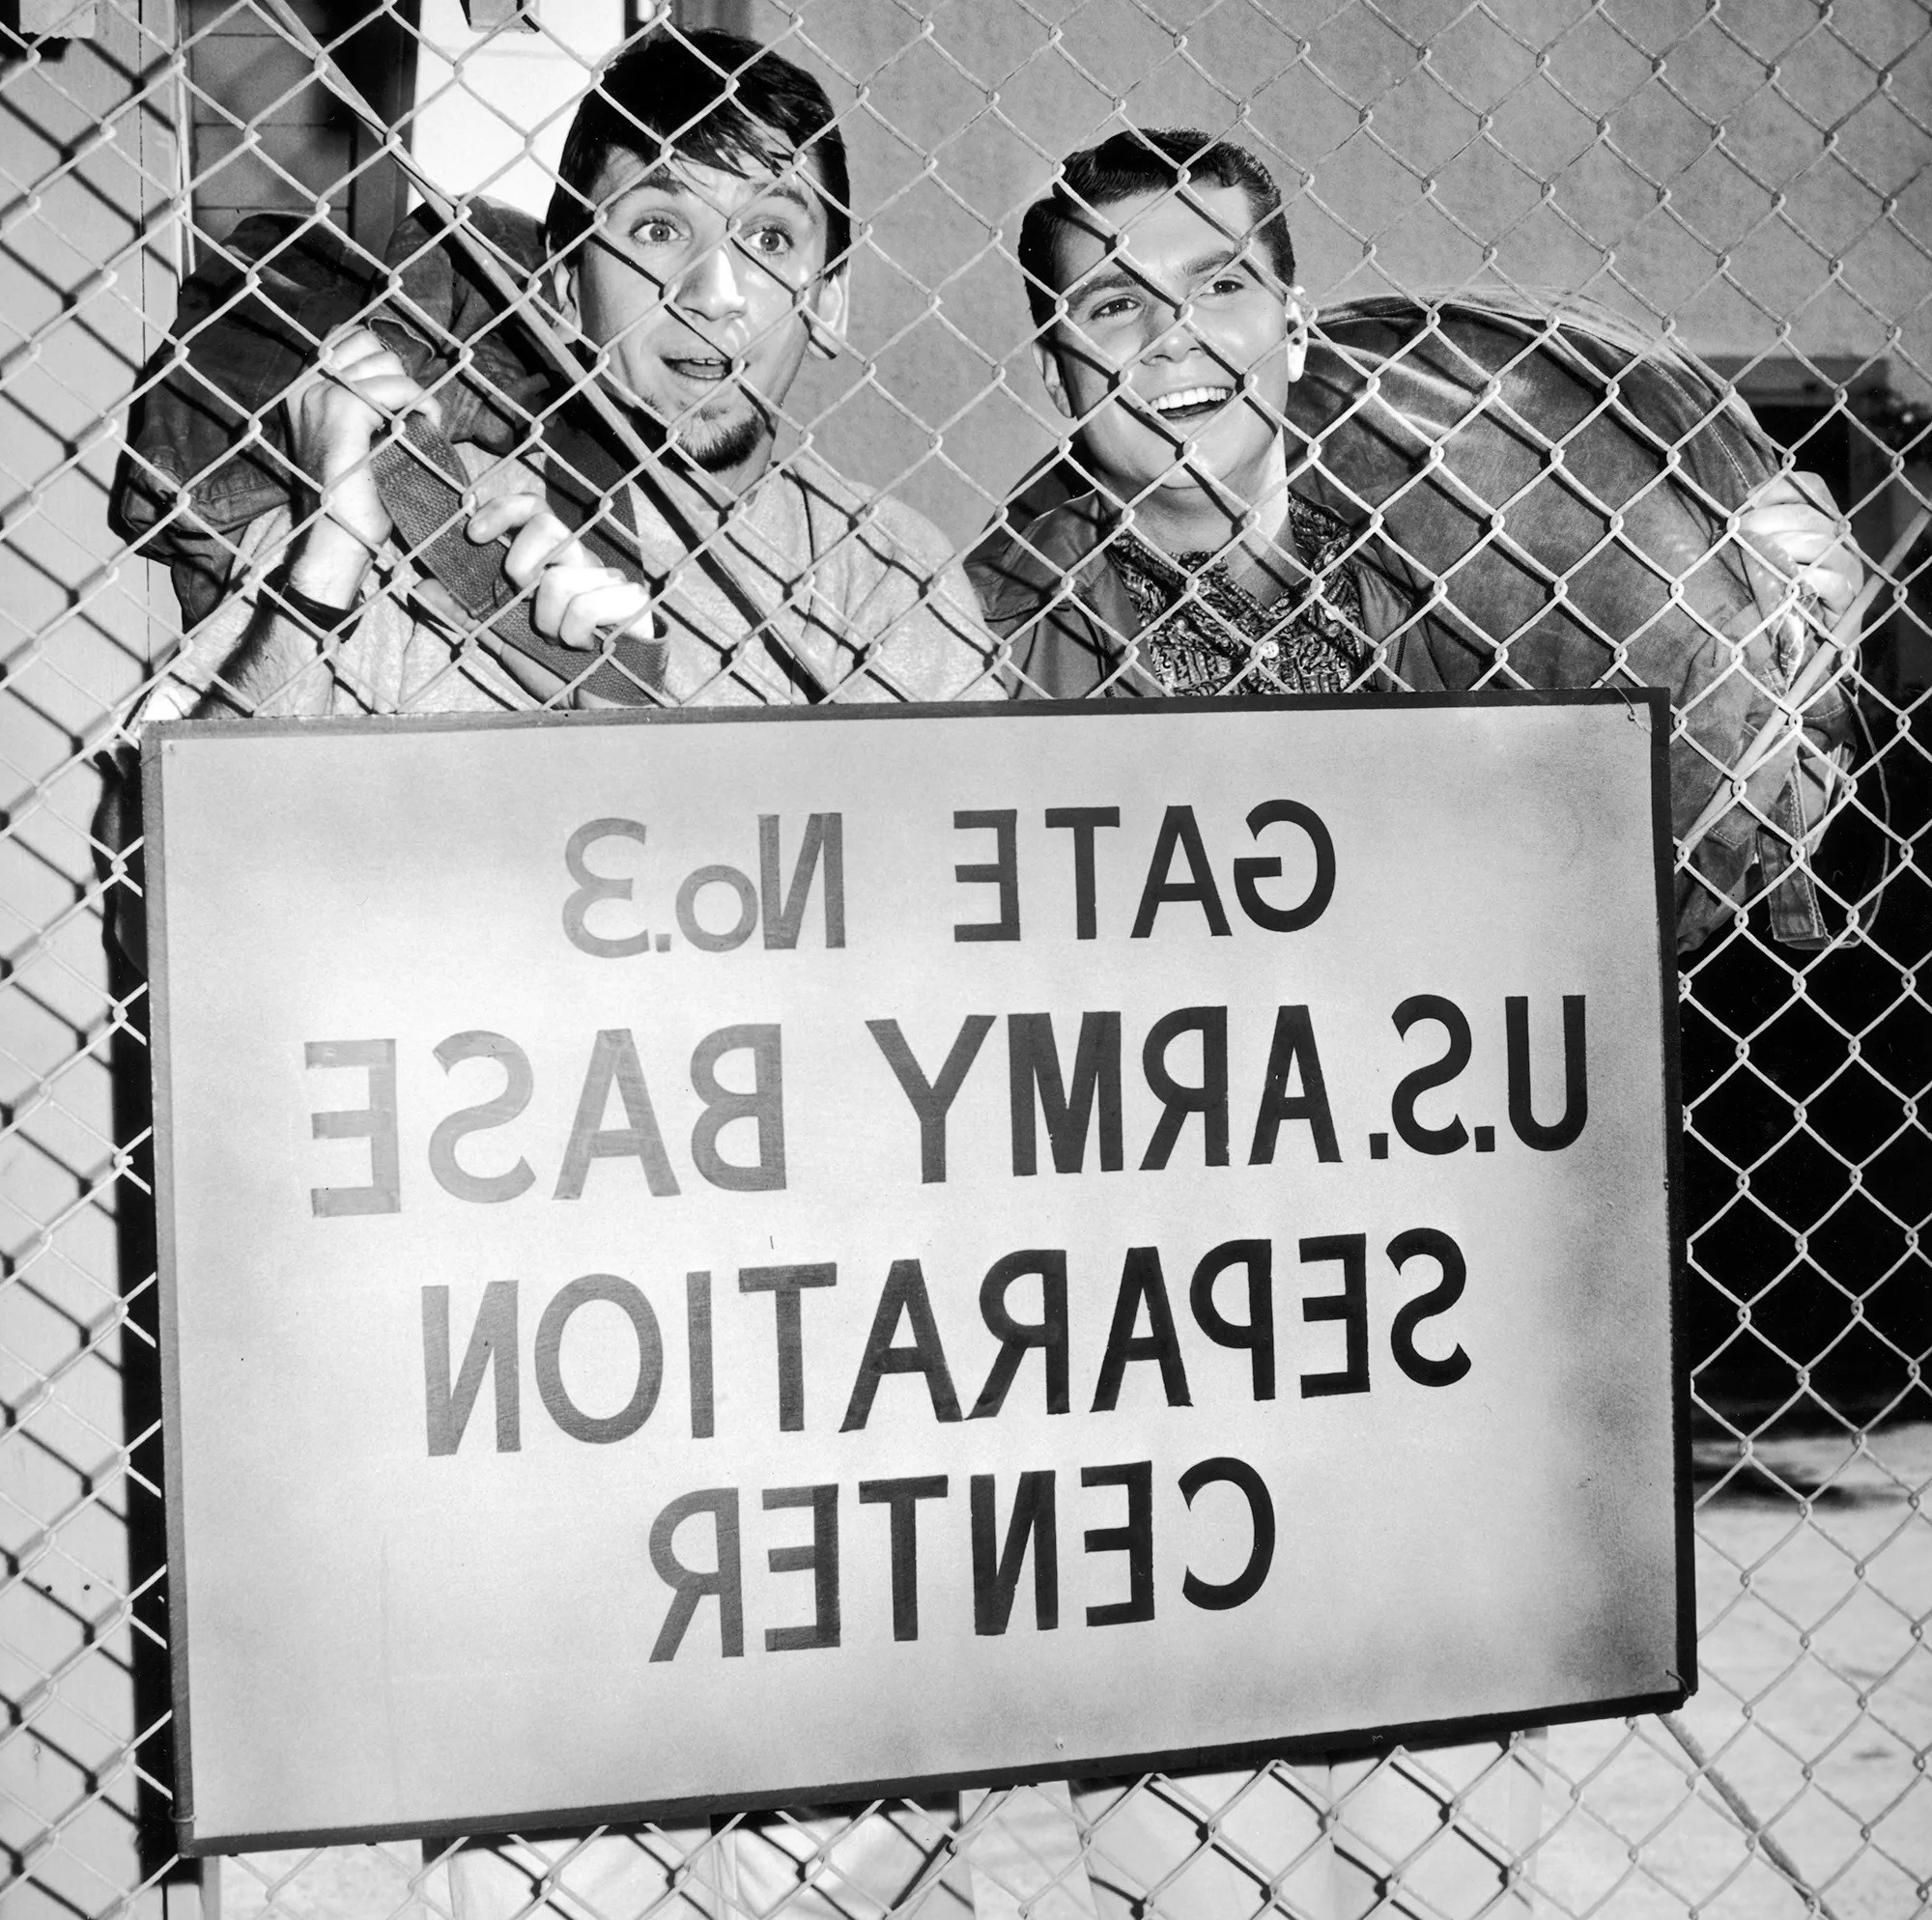 GATE No.3
U.S. ARMY BASE
SEPARATION
CENTER